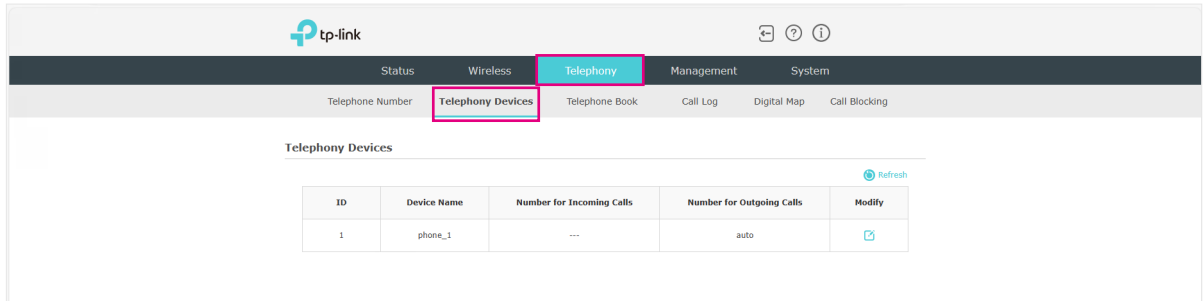 tp-link
Status Wireless Telephony Management System
Telephone Number Telephony Devices Telephone Book Call Log Digital Map Call Blocking
Telephony Devices
Refresh
ID Device Name Number for Incoming Calls Number for Outgoing Calls Modify
1 phone_1 --- auto